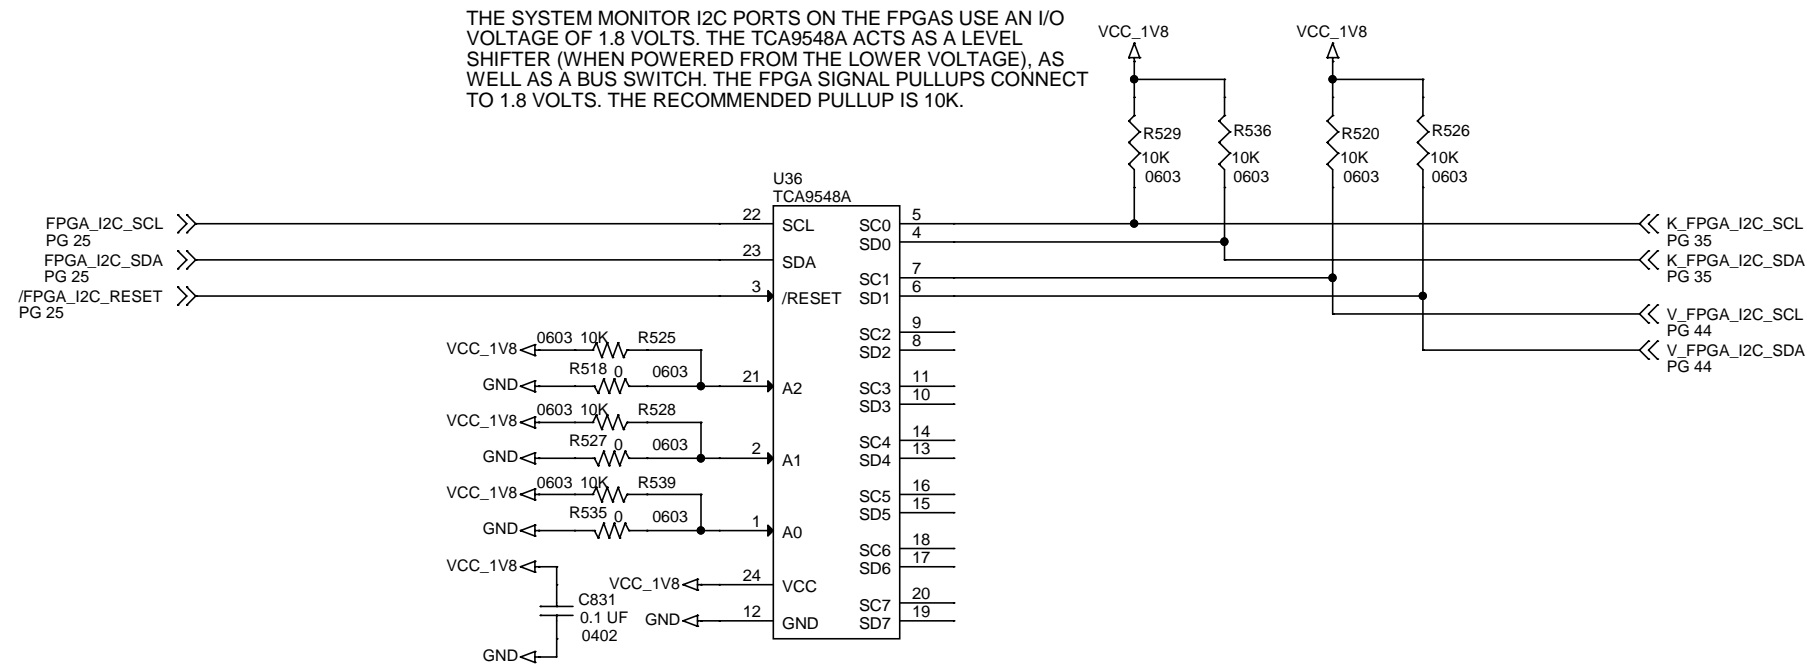 THE SYSTEM MONITOR I2C PORTS ON THE FPGAS USE AN I/O
VOLTAGE OF 1.8 VOLTS. THE TCA9548A ACTS AS A LEVEL
SHIFTER (WHEN POWERED FROM THE LOWER VOLTAGE), AS
WELL AS A BUS SWITCH. THE FPGA SIGNAL PULLUPS CONNECT
TO 1.8 VOLTS. THE RECOMMENDED PULLUP IS 10K.
VCC_1V8
VCC_1V8
R529
10K
0603
R536
10K
0603
R520
10K
0603
R526
10K
0603
U36
TCA9548A
FPGA_I2C_SCL
PG 25
FPGA_I2C_SDA
PG 25
/FPGA_I2C_RESET
PG 25
22 SCL
23 SDA
3 /RESET
VCC_1V8 0603 10K R525
GND R518 0 0603
21 A2
VCC_1V8 0603 10K R528
GND R527 0 0603
2 A1
VCC_1V8 0603 10K R539
GND R535 0 0603
1 A0
VCC_1V8
C831
0.1 UF
0402
GND
VCC_1V8 24 VCC
GND 12 GND
SC0 5
SD0 4
SC1 7
SD1 6
SC2 9
SD2 8
SC3 11
SD3 10
SC4 14
SD4 13
SC5 16
SD5 15
SC6 18
SD6 17
SC7 20
SD7 19
K_FPGA_I2C_SCL
PG 35
K_FPGA_I2C_SDA
PG 35
V_FPGA_I2C_SCL
PG 44
V_FPGA_I2C_SDA
PG 44